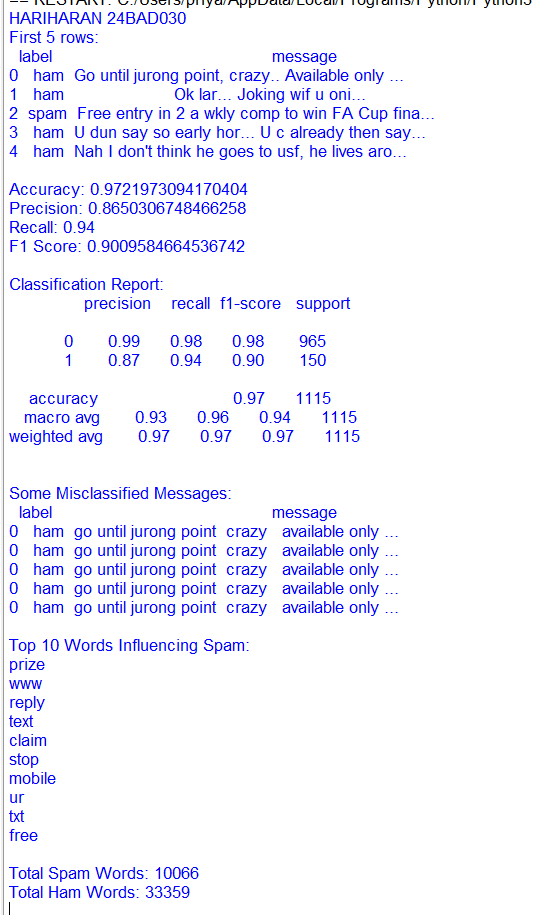 == RESTART: C:/Users/priya/AppData/Local/Programs/Python/Python3
HARIHARAN 24BAD030
First 5 rows:
label message
0 ham Go until jurong point, crazy.. Available only ...
1 ham Ok lar... Joking wif u oni...
2 spam Free entry in 2 a wkly comp to win FA Cup fina...
3 ham U dun say so early hor... U c already then say...
4 ham Nah I don't think he goes to usf, he lives aro...
Accuracy: 0.9721973094170404
Precision: 0.8650306748466258
Recall: 0.94
F1 Score: 0.9009584664536742
Classification Report:
precision recall f1-score support
0 0.99 0.98 0.98 965
1 0.87 0.94 0.90 150
accuracy 0.97 1115
macro avg 0.93 0.96 0.94 1115
weighted avg 0.97 0.97 0.97 1115
Some Misclassified Messages:
label message
0 ham go until jurong point crazy available only ...
0 ham go until jurong point crazy available only ...
0 ham go until jurong point crazy available only ...
0 ham go until jurong point crazy available only ...
0 ham go until jurong point crazy available only ...
Top 10 Words Influencing Spam:
prize
www
reply
text
claim
stop
mobile
ur
txt
free
Total Spam Words: 10066
Total Ham Words: 33359